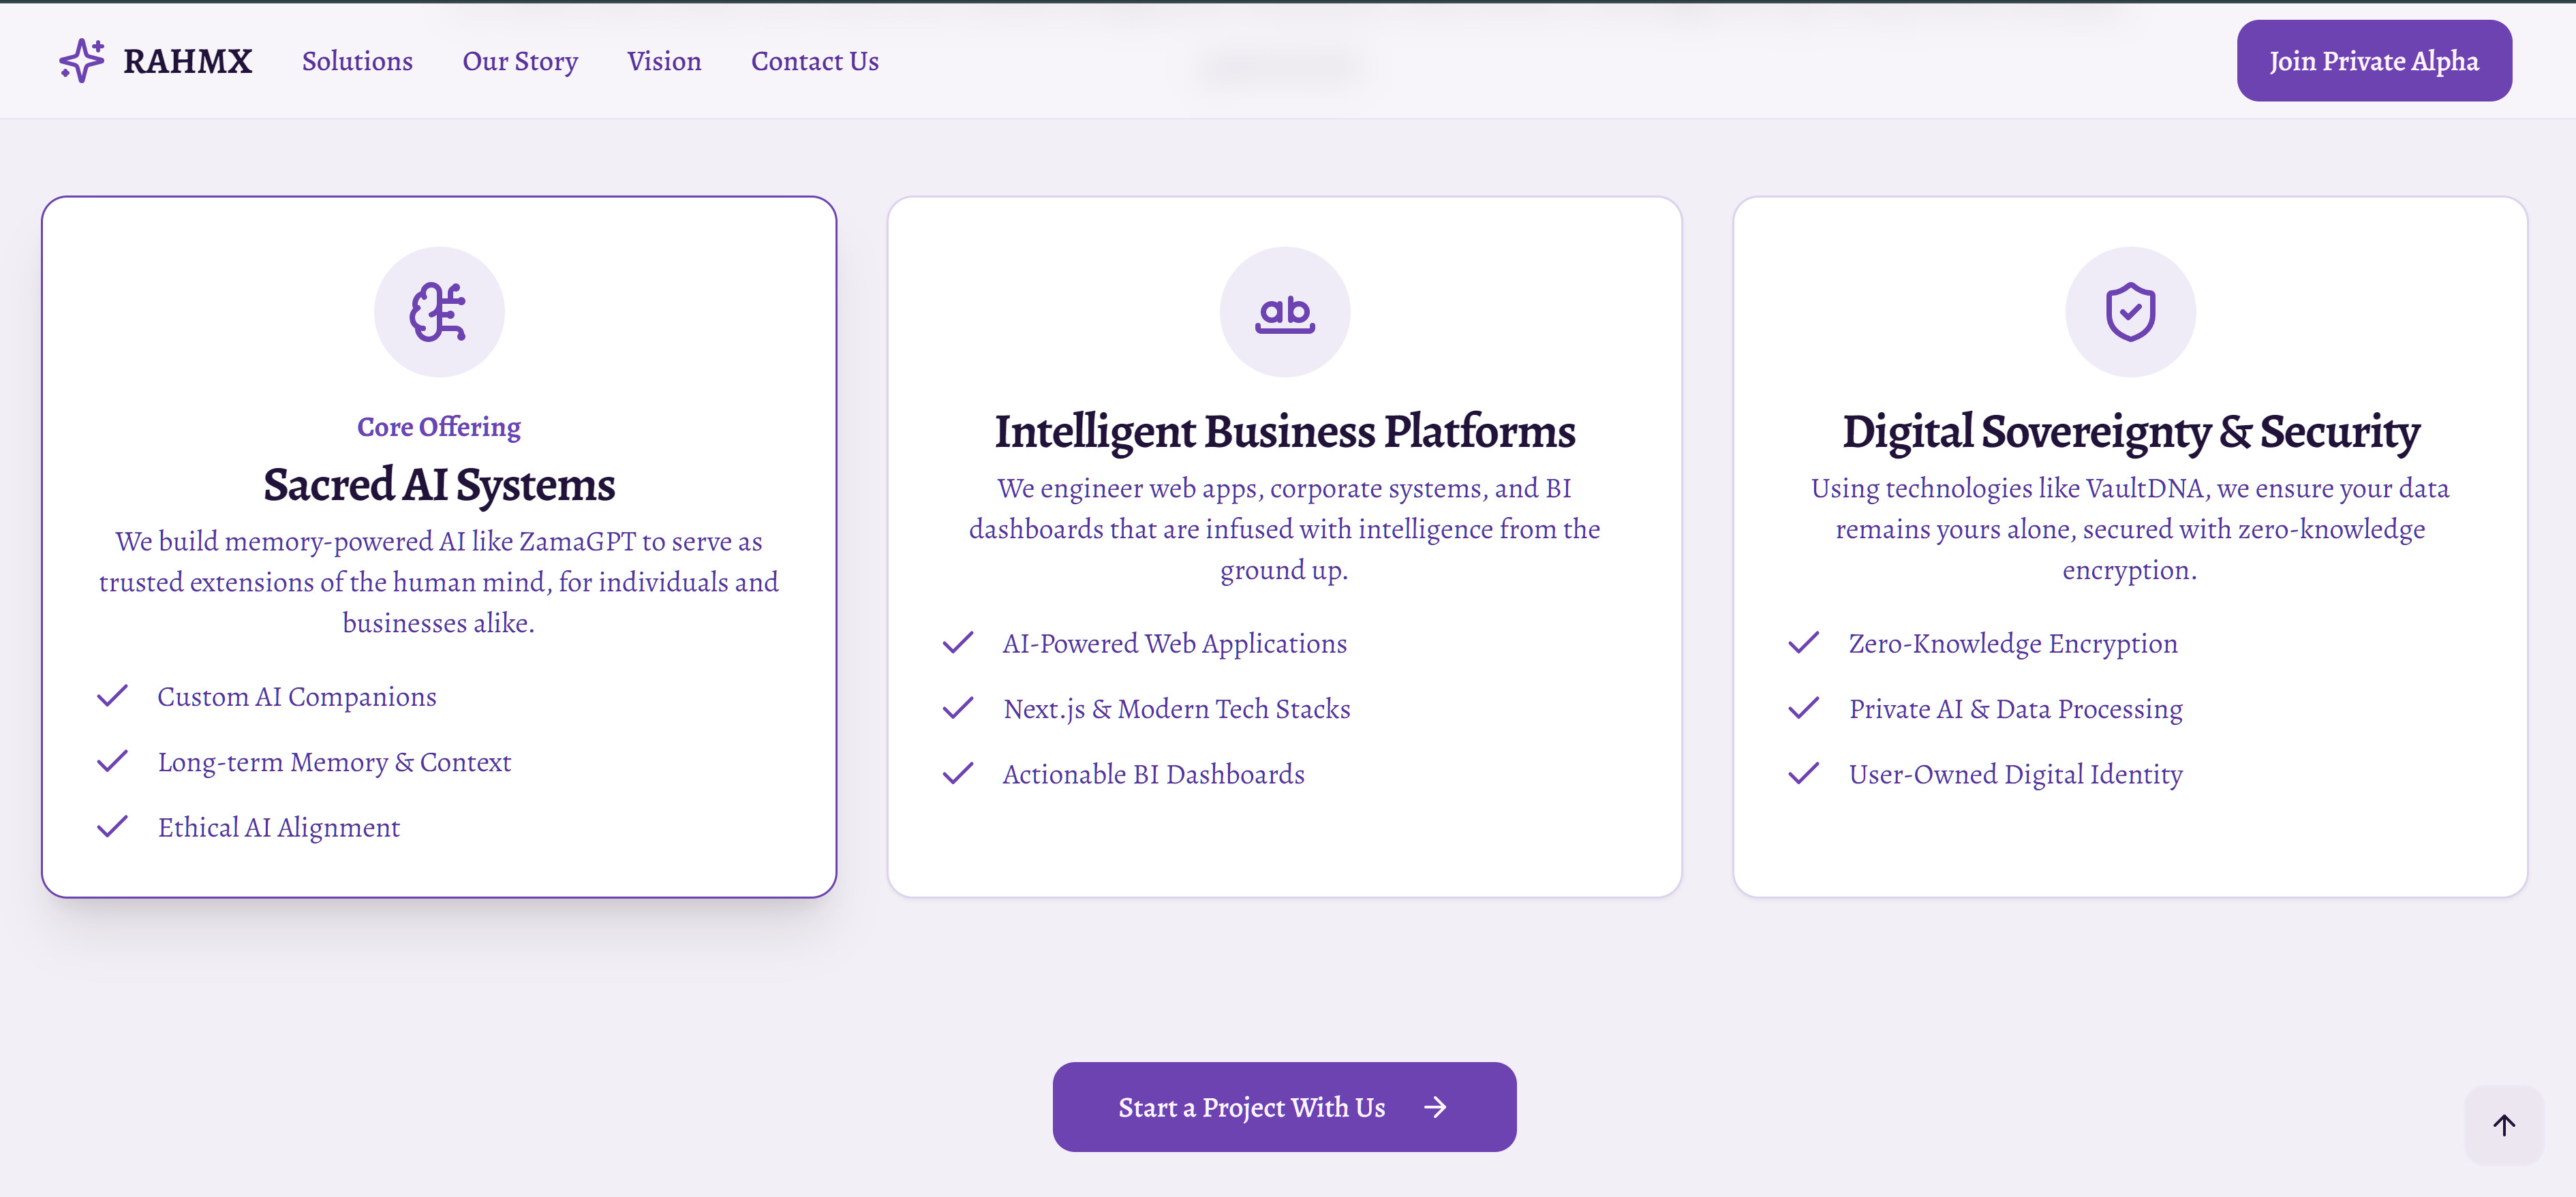 RAHMX
Solutions
Our Story
Vision
Contact Us
Join Private Alpha
Core Offering
Sacred AI Systems
We build memory-powered AI like ZamaGPT to serve as
trusted extensions of the human mind, for individuals and
businesses alike.
Custom AI Companions
Long-term Memory & Context
Ethical AI Alignment
ab
Intelligent Business Platforms
We engineer web apps, corporate systems, and BI
dashboards that are infused with intelligence from the
ground up.
AI-Powered Web Applications
Next.js & Modern Tech Stacks
Actionable BI Dashboards
Digital Sovereignty & Security
Using technologies like VaultDNA, we ensure your data
remains yours alone, secured with zero-knowledge
encryption.
Zero-Knowledge Encryption
Private AI & Data Processing
User-Owned Digital Identity
Start a Project With Us